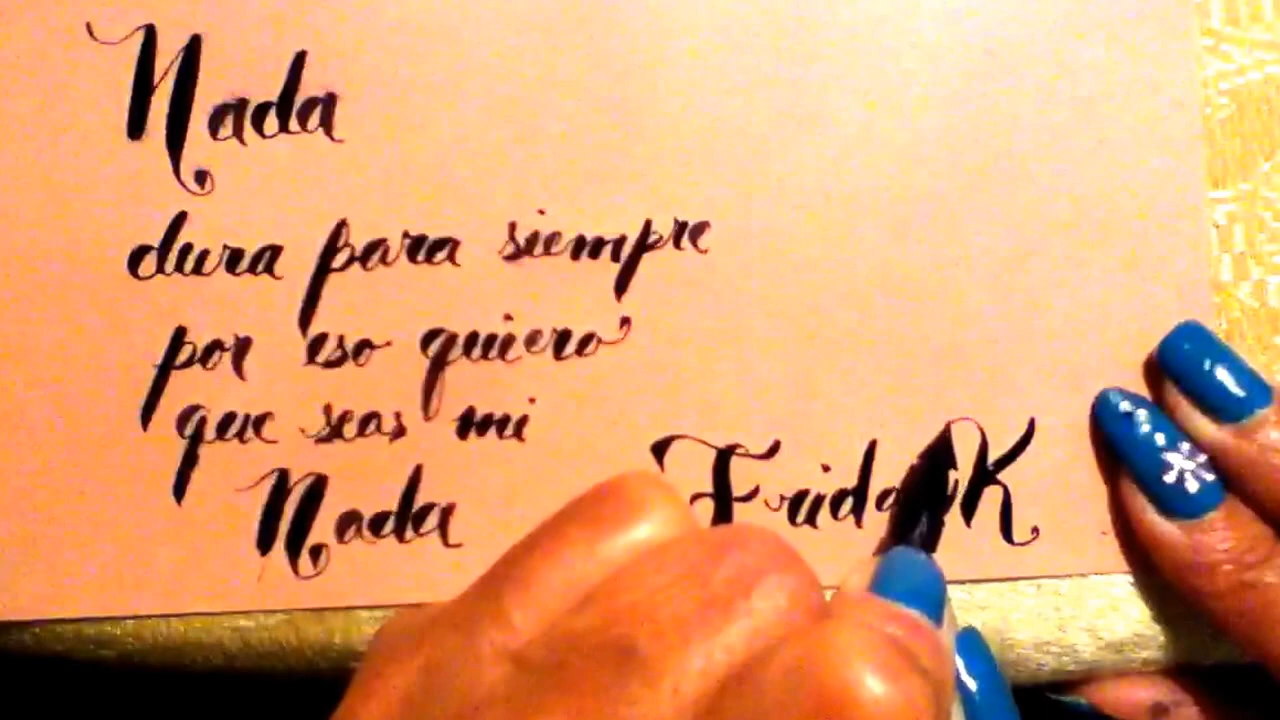 Nada
dura para siempre
por eso quiero
que seas mi
Nada
Frida K